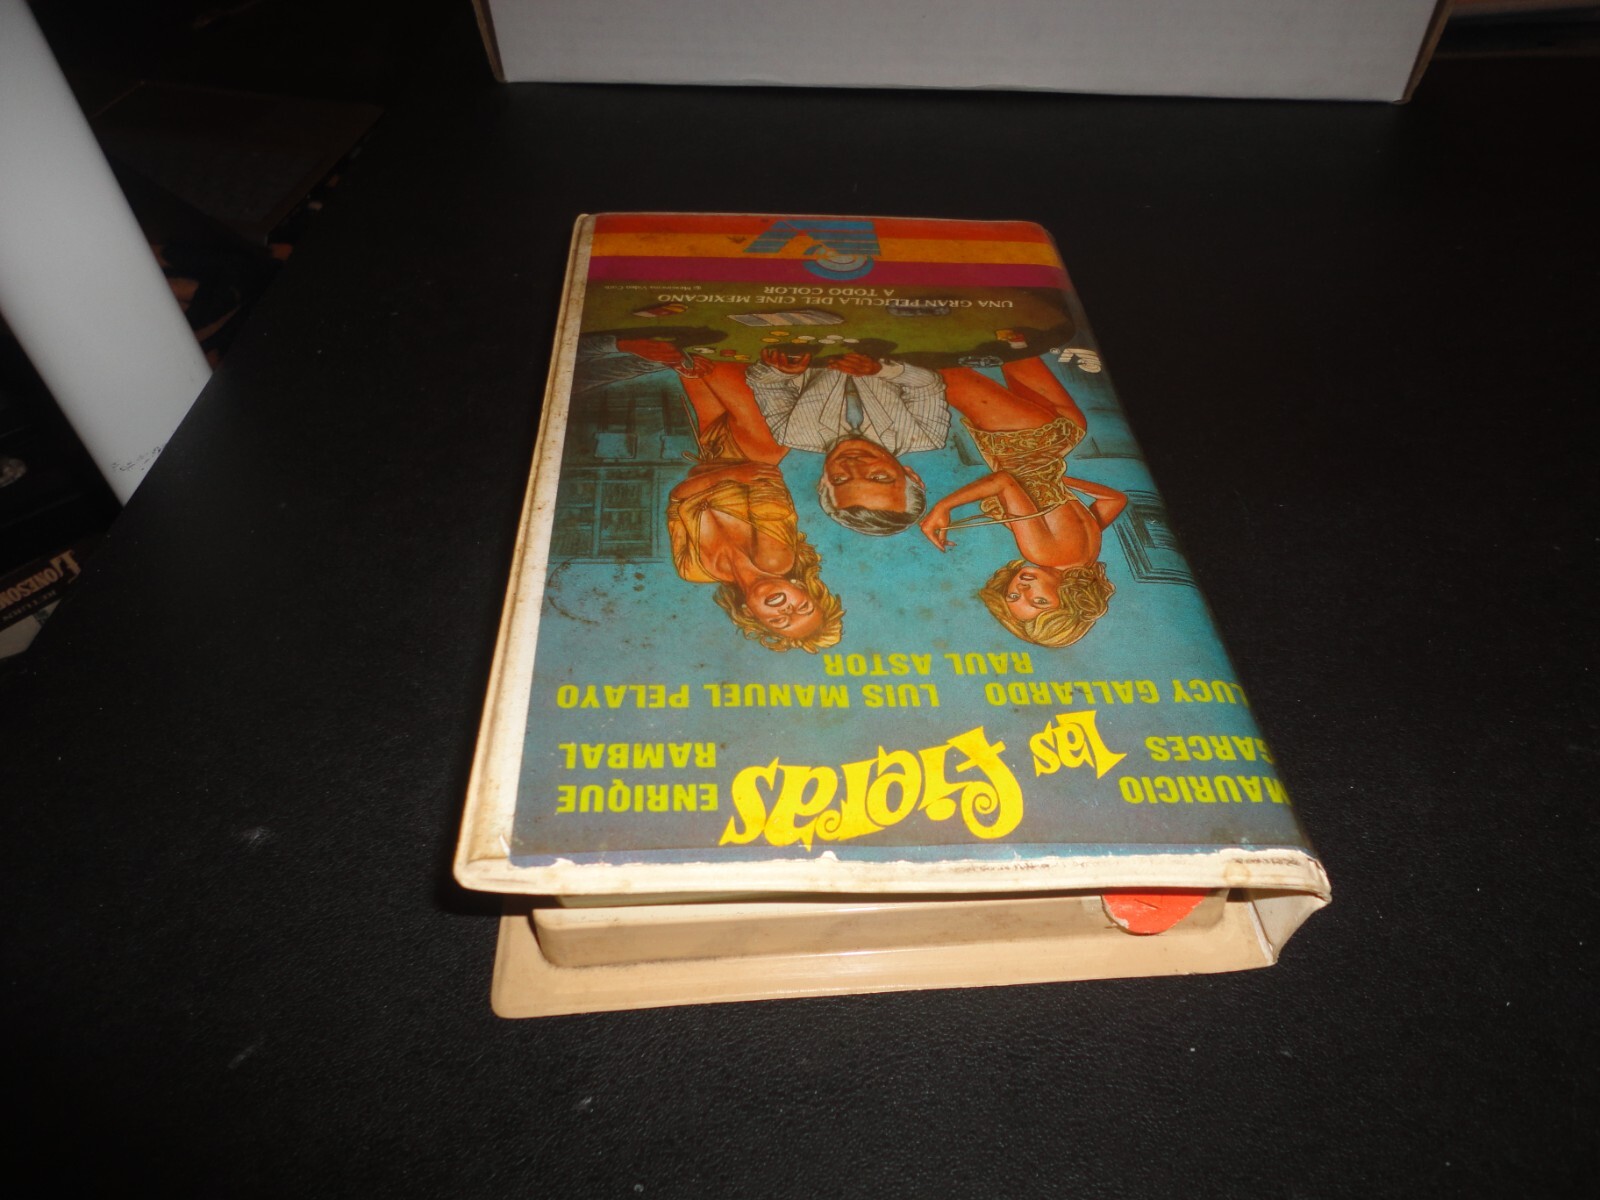 MAURICIO
GARCES
las fieras
ENRIQUE
RAMBAL
LUCY GALLARDO LUIS MANUEL PELAYO
RAUL ASTOR
UNA GRAN PELICULA DEL CINE MEXICANO
A TODO COLOR
RETURN